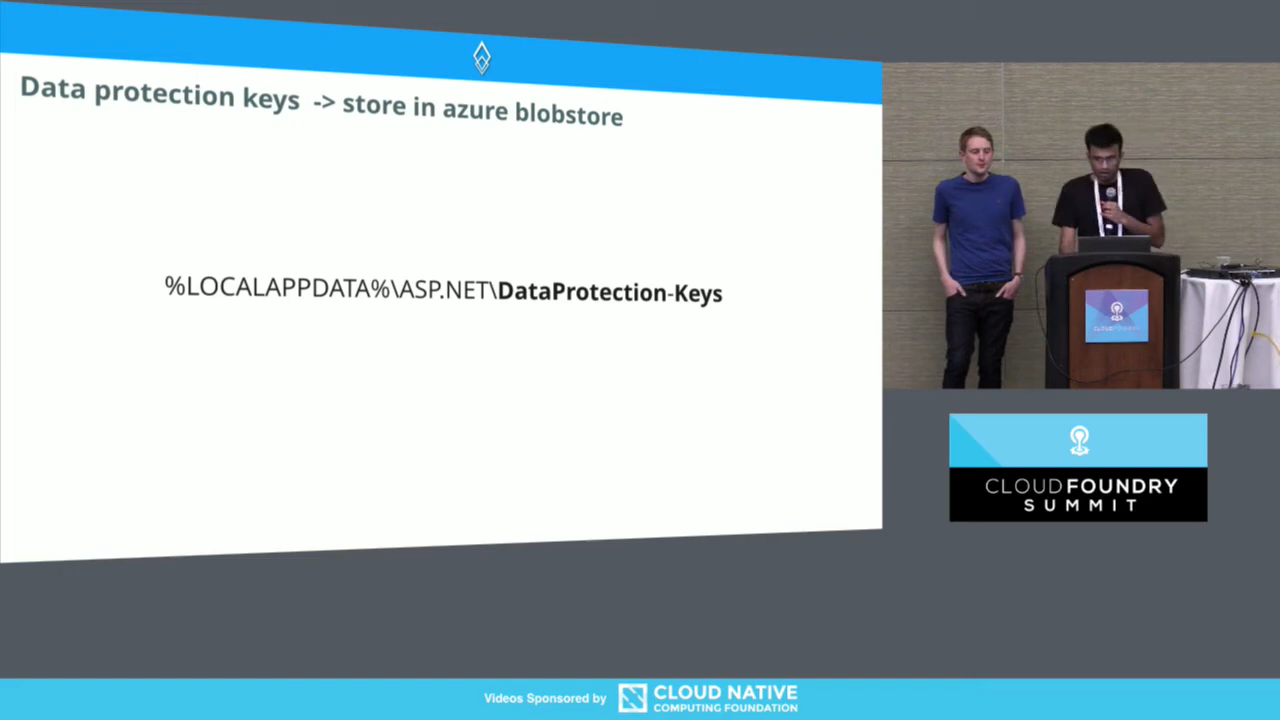 Data protection keys -> store in azure blobstore
%LOCALAPPDATA%\ASP.NET\DataProtection-Keys
CLOUD FOUNDRY
CLOUDFOUNDRY
SUMMIT
Videos Sponsored by
CLOUD NATIVE
COMPUTING FOUNDATION